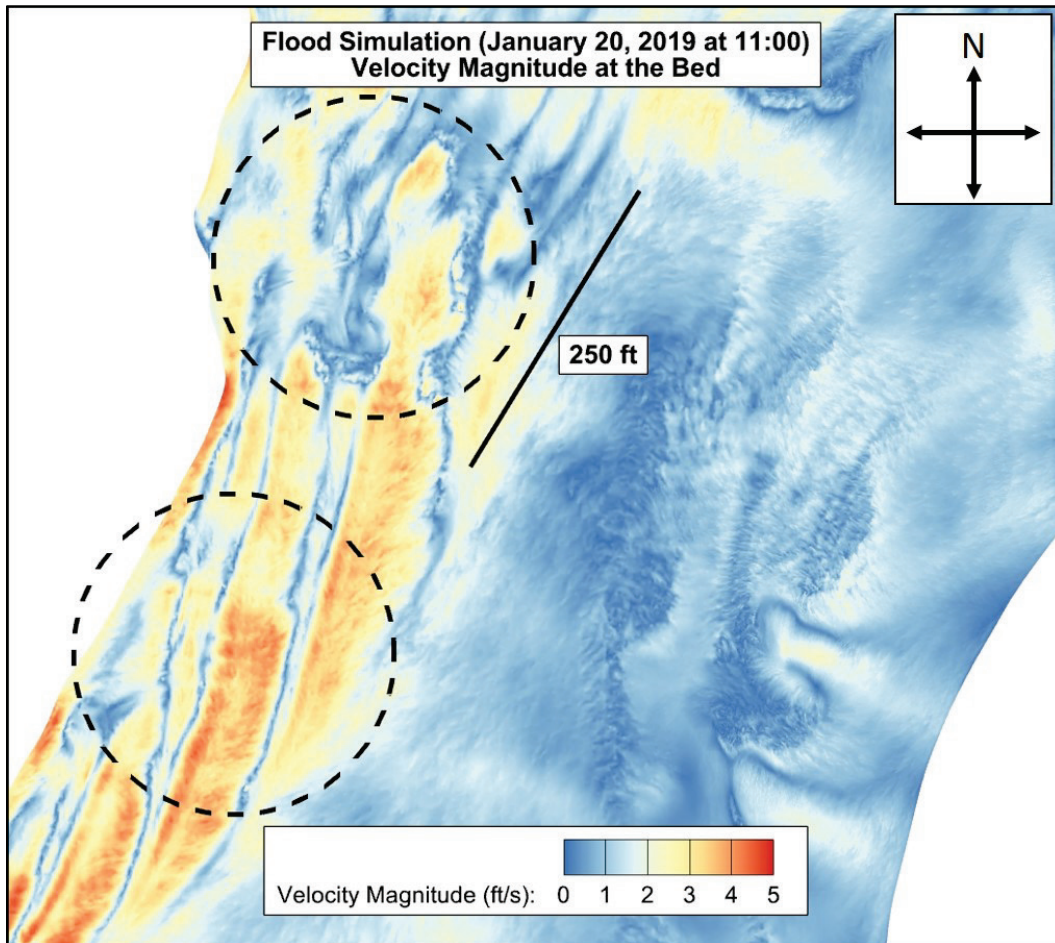 Flood Simulation (January 20, 2019 at 11:00)
Velocity Magnitude at the Bed
N
250 ft
Velocity Magnitude (ft/s):
0 1 2 3 4 5